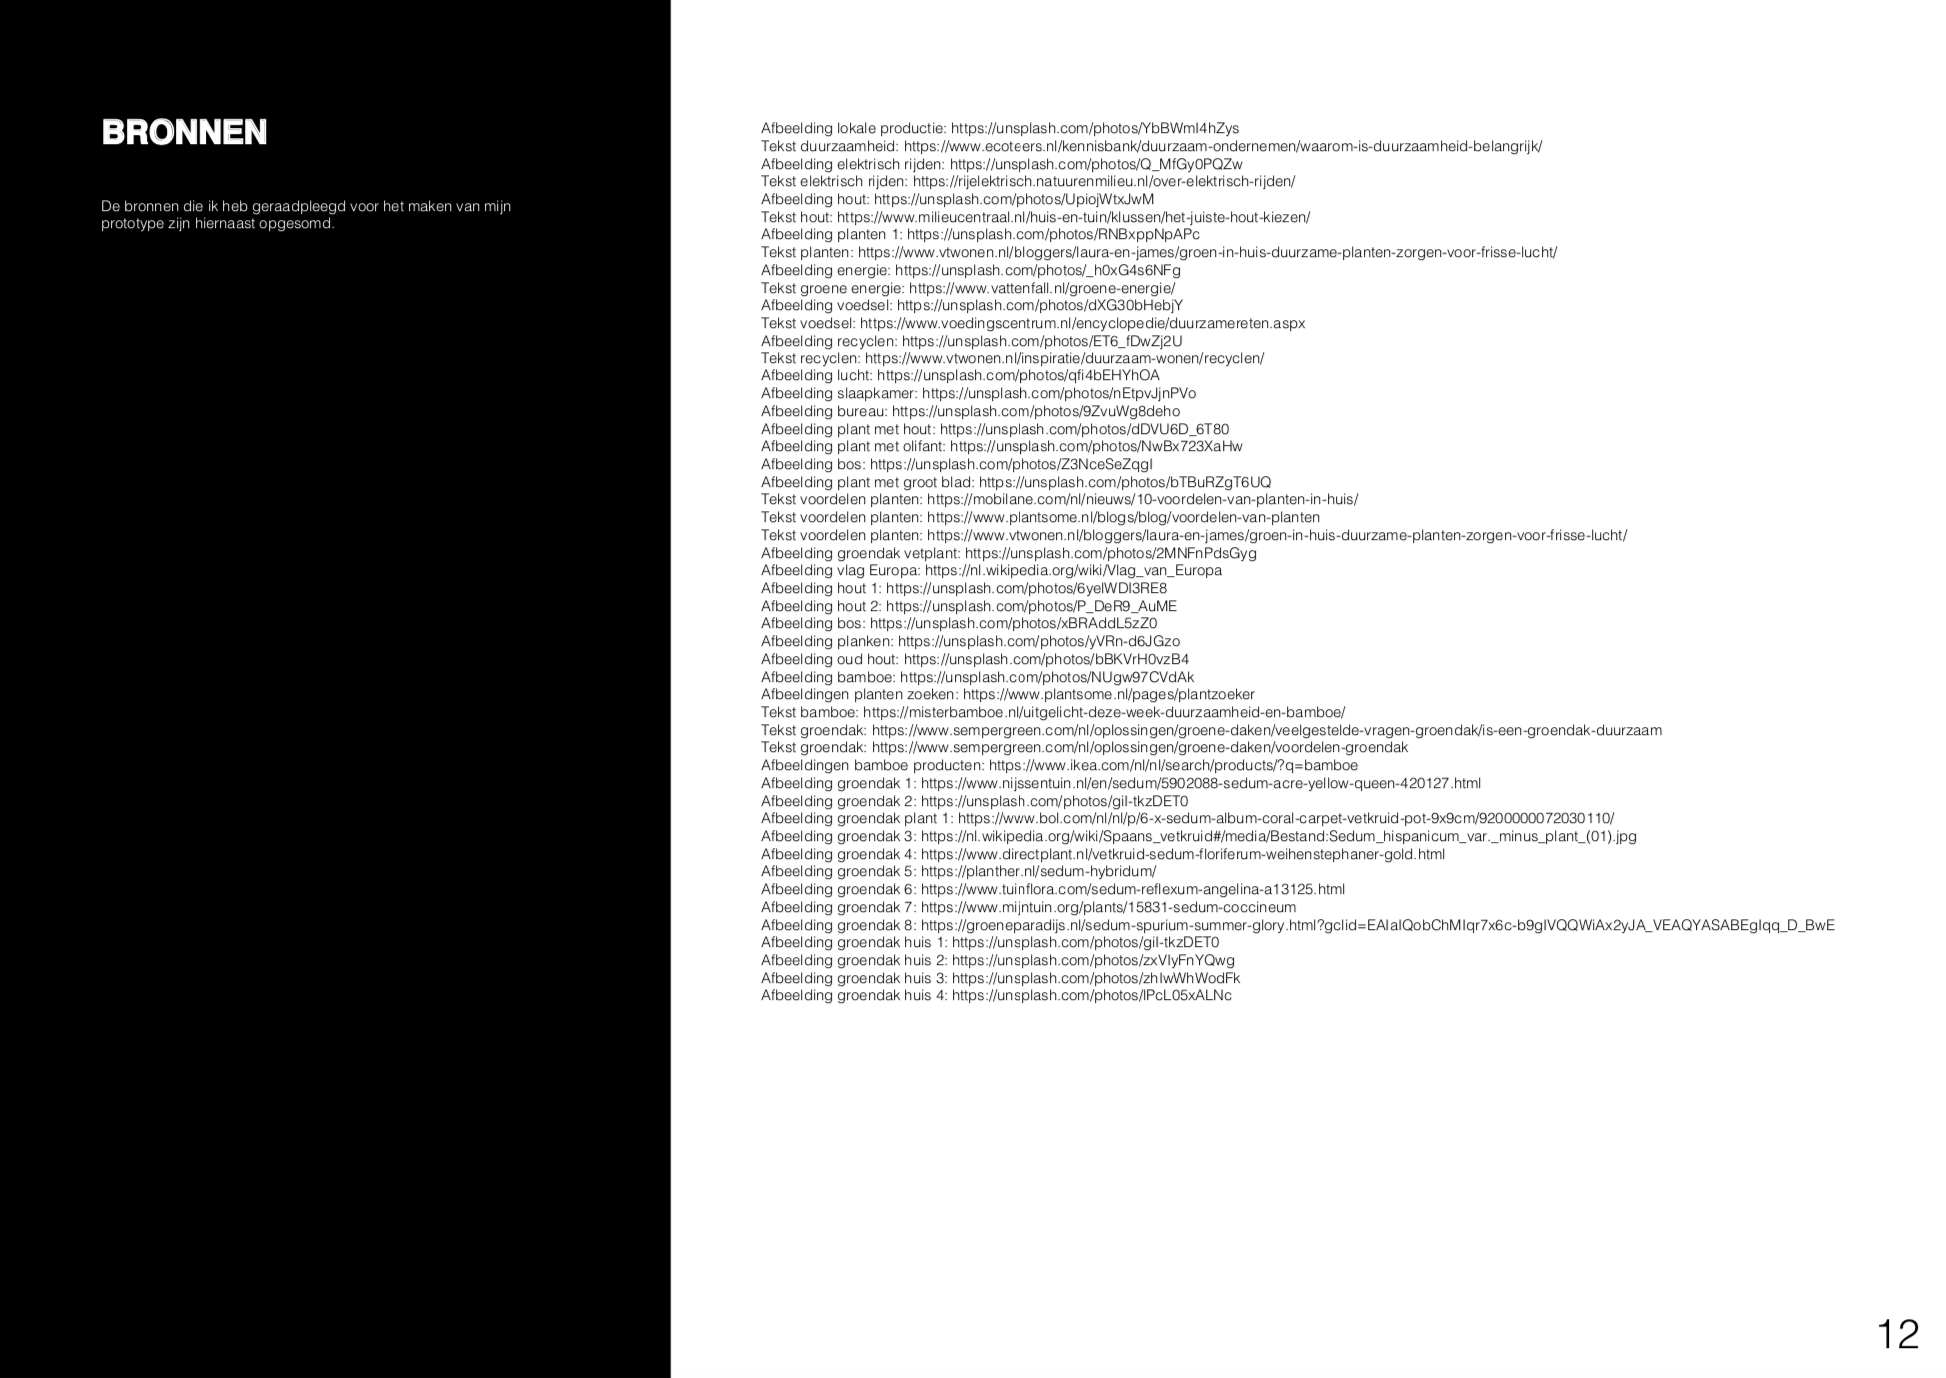 BRONNEN
De bronnen die ik heb geraadpleegd voor het maken van mijn
prototype zijn hiernaast opgesomd.
Afbeelding lokale productie: https://unsplash.com/photos/YbBWmI4hZys
Tekst duurzaamheid: https://www.ecoteers.nl/kennisbank/duurzaam-ondernemen/waarom-is-duurzaamheid-belangrijk/
Afbeelding elektrisch rijden: https://unsplash.com/photos/Q_MfGy0PQZw
Tekst elektrisch rijden: https://rijelektrisch.natuurenmilieu.nl/over-elektrisch-rijden/
Afbeelding hout: https://unsplash.com/photos/UpiojWtxJwM
Tekst hout: https://www.milieucentraal.nl/huis-en-tuin/klussen/het-juiste-hout-kiezen/
Afbeelding planten 1: https://unsplash.com/photos/RNBxppNpAPc
Tekst planten: https://www.vtwonen.nl/bloggers/laura-en-james/groen-in-huis-duurzame-planten-zorgen-voor-frisse-lucht/
Afbeelding energie: https://unsplash.com/photos/_h0xG4s6NFg
Tekst groene energie: https://www.vattenfall.nl/groene-energie/
Afbeelding voedsel: https://unsplash.com/photos/dXG30bHebjY
Tekst voedsel: https://www.voedingscentrum.nl/encyclopedie/duurzamereten.aspx
Afbeelding recyclen: https://unsplash.com/photos/ET6_fDwZj2U
Tekst recyclen: https://www.vtwonen.nl/inspiratie/duurzaam-wonen/recyclen/
Afbeelding lucht: https://unsplash.com/photos/qfi4bEHYhOA
Afbeelding slaapkamer: https://unsplash.com/photos/nEtpvJjnPVo
Afbeelding bureau: https://unsplash.com/photos/9ZvuWg8deho
Afbeelding plant met hout: https://unsplash.com/photos/dDVU6D_6T80
Afbeelding plant met olifant: https://unsplash.com/photos/NwBx723XaHw
Afbeelding bos: https://unsplash.com/photos/Z3NceSeZqgI
Afbeelding plant met groot blad: https://unsplash.com/photos/bTBuRZgT6UQ
Tekst voordelen planten: https://mobilane.com/nl/nieuws/10-voordelen-van-planten-in-huis/
Tekst voordelen planten: https://www.plantsome.nl/blogs/blog/voordelen-van-planten
Tekst voordelen planten: https://www.vtwonen.nl/bloggers/laura-en-james/groen-in-huis-duurzame-planten-zorgen-voor-frisse-lucht/
Afbeelding groendak vetplant: https://unsplash.com/photos/2MNFnPdsGyg
Afbeelding vlag Europa: https://nl.wikipedia.org/wiki/Vlag_van_Europa
Afbeelding hout 1: https://unsplash.com/photos/6yelWDI3RE8
Afbeelding hout 2: https://unsplash.com/photos/P_DeR9_AuME
Afbeelding bos: https://unsplash.com/photos/xBRAddL5zZ0
Afbeelding planken: https://unsplash.com/photos/yVRn-d6JGzo
Afbeelding oud hout: https://unsplash.com/photos/bBKVrH0vzB4
Afbeelding bamboe: https://unsplash.com/photos/NUgw97CVdAk
Afbeeldingen planten zoeken: https://www.plantsome.nl/pages/plantzoeker
Tekst bamboe: https://misterbamboe.nl/uitgelicht-deze-week-duurzaamheid-en-bamboe/
Tekst groendak: https://www.sempergreen.com/nl/oplossingen/groene-daken/veelgestelde-vragen-groendak/is-een-groendak-duurzaam
Tekst groendak: https://www.sempergreen.com/nl/oplossingen/groene-daken/voordelen-groendak
Afbeeldingen bamboe producten: https://www.ikea.com/nl/nl/search/products/?q=bamboe
Afbeelding groendak 1: https://www.nijssentuin.nl/en/sedum/5902088-sedum-acre-yellow-queen-420127.html
Afbeelding groendak 2: https://unsplash.com/photos/giI-tkzDET0
Afbeelding groendak plant 1: https://www.bol.com/nl/nl/p/6-x-sedum-album-coral-carpet-vetkruid-pot-9x9cm/9200000072030110/
Afbeelding groendak 3: https://nl.wikipedia.org/wiki/Spaans_vetkruid#/media/Bestand:Sedum_hispanicum_var._minus_plant_(01).jpg
Afbeelding groendak 4: https://www.directplant.nl/vetkruid-sedum-floriferum-weihenstephaner-gold.html
Afbeelding groendak 5: https://planther.nl/sedum-hybridum/
Afbeelding groendak 6: https://www.tuinflora.com/sedum-reflexum-angelina-a13125.html
Afbeelding groendak 7: https://www.mijntuin.org/plants/15831-sedum-coccineum
Afbeelding groendak 8: https://groeneparadijs.nl/sedum-spurium-summer-glory.html?gclid=EAIaIQobChMIqr7x6c-b9gIVQQWiAx2yJA_VEAQYASABEgIqq_D_BwE
Afbeelding groendak huis 1: https://unsplash.com/photos/giI-tkzDET0
Afbeelding groendak huis 2: https://unsplash.com/photos/zxVIyFnYQwg
Afbeelding groendak huis 3: https://unsplash.com/photos/zhIwWhWodFk
Afbeelding groendak huis 4: https://unsplash.com/photos/lPcL05xALNc
12